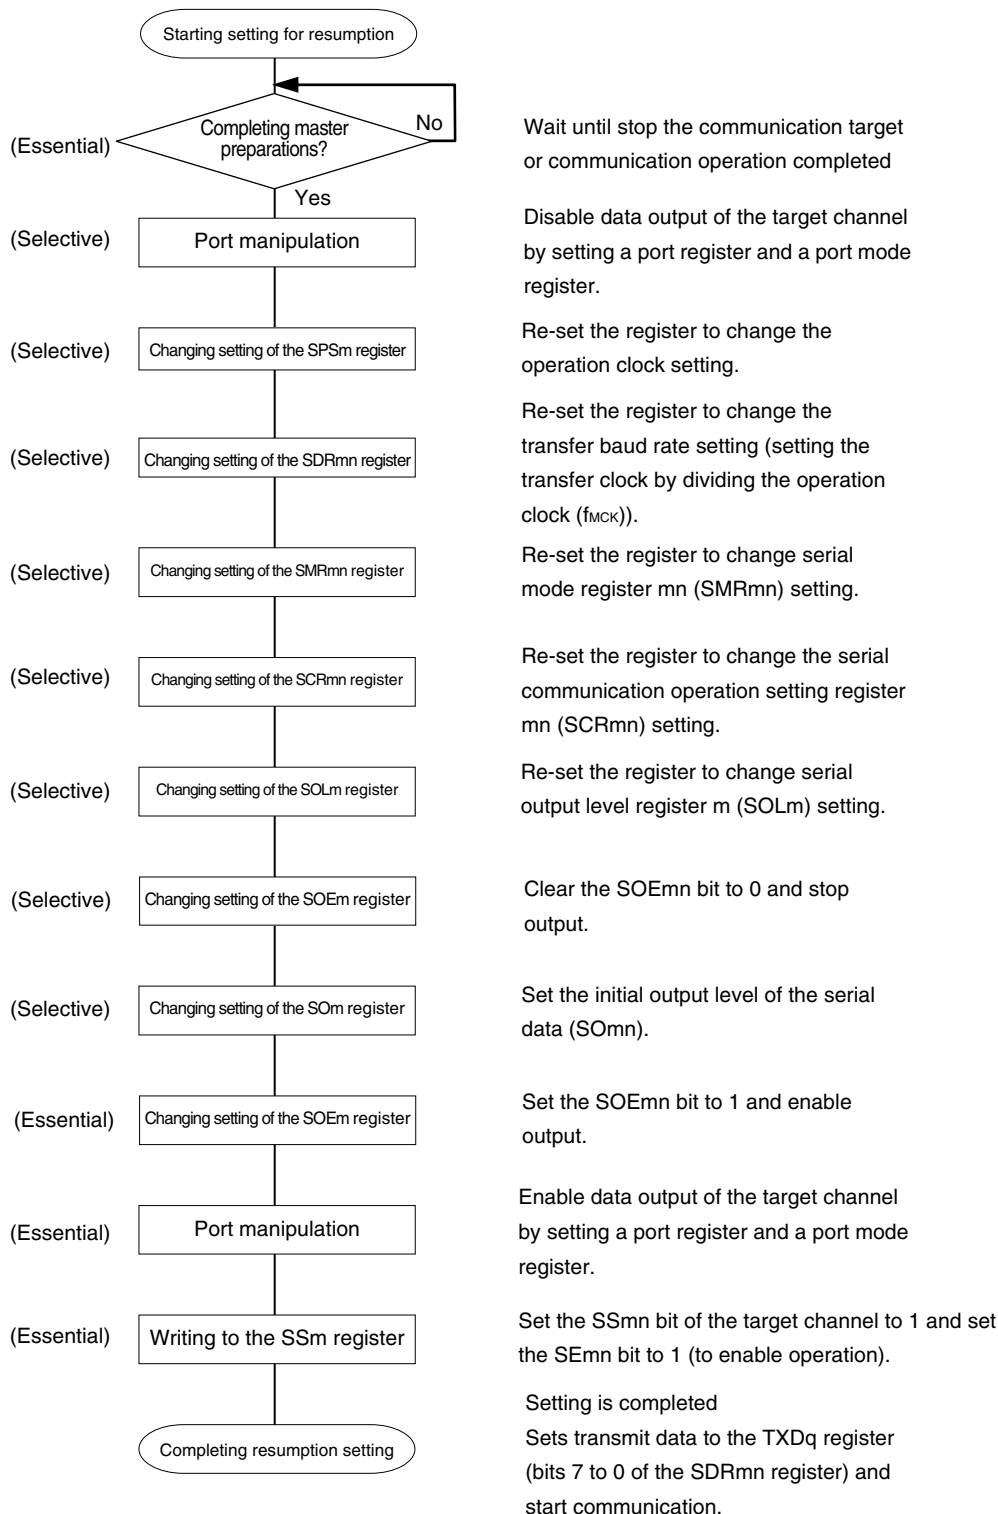 Starting setting for resumption
No
Completing master
preparations?
(Essential)
Wait until stop the communication target
or communication operation completed
Yes
(Selective)
Port manipulation
Disable data output of the target channel
by setting a port register and a port mode
register.
(Selective)
Changing setting of the SPSm register
Re-set the register to change the
operation clock setting.
(Selective)
Changing setting of the SDRmn register
Re-set the register to change the
transfer baud rate setting (setting the
transfer clock by dividing the operation
clock (fMCK)).
(Selective)
Changing setting of the SMRmn register
Re-set the register to change serial
mode register mn (SMRmn) setting.
(Selective)
Changing setting of the SCRmn register
Re-set the register to change the serial
communication operation setting register
mn (SCRmn) setting.
(Selective)
Changing setting of the SOLm register
Re-set the register to change serial
output level register m (SOLm) setting.
(Selective)
Changing setting of the SOEm register
Clear the SOEmn bit to 0 and stop
output.
(Selective)
Changing setting of the SOm register
Set the initial output level of the serial
data (SOmn).
(Essential)
Changing setting of the SOEm register
Set the SOEmn bit to 1 and enable
output.
(Essential)
Port manipulation
Enable data output of the target channel
by setting a port register and a port mode
register.
(Essential)
Writing to the SSm register
Set the SSmn bit of the target channel to 1 and set
the SEmn bit to 1 (to enable operation).
Completing resumption setting
Setting is completed
Sets transmit data to the TXDq register
(bits 7 to 0 of the SDRmn register) and
start communication.